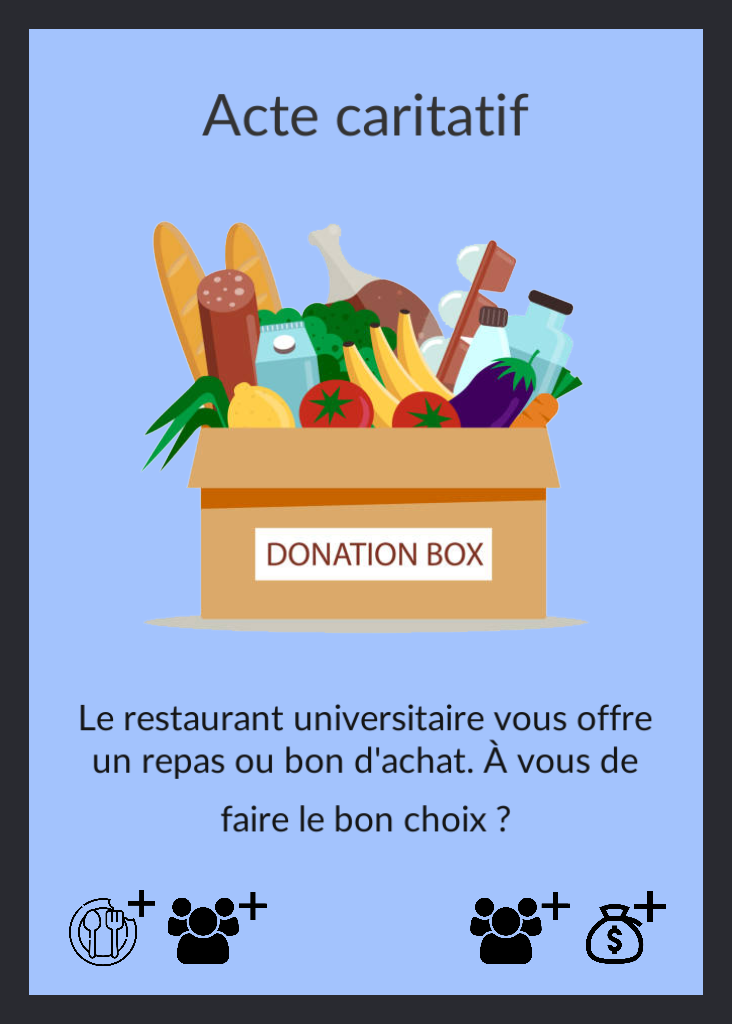 Acte caritatif
DONATION BOX
Le restaurant universitaire vous offre
un repas ou bon d'achat. À vous de
faire le bon choix ?